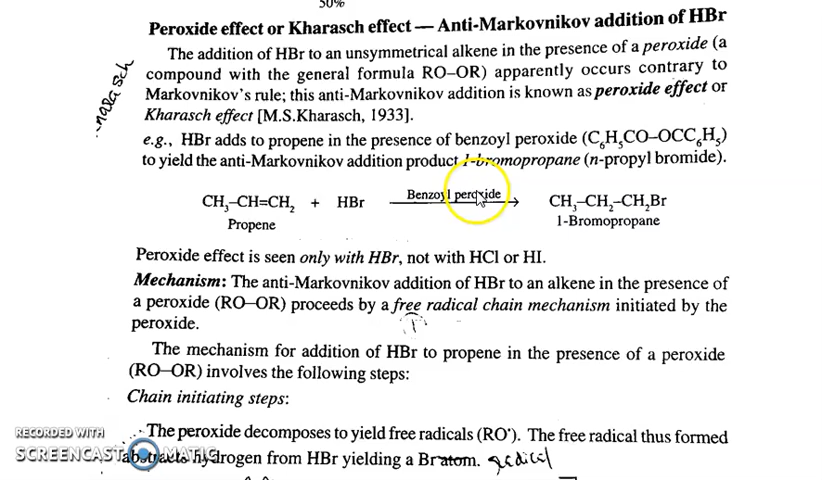 50%
Peroxide effect or Kharasch effect — Anti-Markovnikov addition of HBr
The addition of HBr to an unsymmetrical alkene in the presence of a peroxide (a
compound with the general formula RO–OR) apparently occurs contrary to
Markovnikov's rule; this anti-Markovnikov addition is known as peroxide effect or
Kharasch effect [M.S.Kharasch, 1933].
e.g., HBr adds to propene in the presence of benzoyl peroxide (C₆H₅CO–OCC₆H₅)
to yield the anti-Markovnikov addition product 1-bromopropane (n-propyl bromide).
CH₃–CH=CH₂ + HBr Benzoyl peroxide → CH₃–CH₂–CH₂Br
Propene 1-Bromopropane
Peroxide effect is seen only with HBr, not with HCl or HI.
Mechanism: The anti-Markovnikov addition of HBr to an alkene in the presence of
a peroxide (RO–OR) proceeds by a free radical chain mechanism initiated by the
peroxide.
The mechanism for addition of HBr to propene in the presence of a peroxide
(RO–OR) involves the following steps:
Chain initiating steps:
The peroxide decomposes to yield free radicals (RO•). The free radical thus formed
abstracts hydrogen from HBr yielding a Br atom. radical
RECORDED WITH
SCREENCAST MATIC